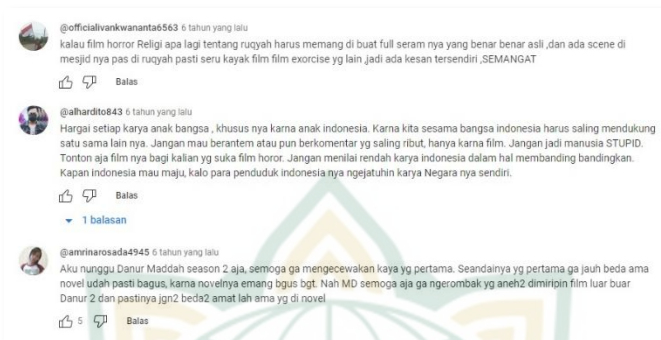 @officialivankwananta6563 6 tahun yang lalu
kalau film horror Religi apa lagi tentang ruqyah harus memang di buat full seram nya yang benar benar asli ,dan ada scene di
mesjid nya pas di ruqyah pasti seru kayak film film exorcise yg lain ,jadi ada kesan tersendiri ,SEMANGAT
Balas
@alhardito843 6 tahun yang lalu
Hargai setiap karya anak bangsa , khusus nya karna anak indonesia. Karna kita sesama bangsa indonesia harus saling mendukung
satu sama lain nya. Jangan mau berantem atau pun berkomentar yg saling ribut, hanya karna film. Jangan jadi manusia STUPID.
Tonton aja film nya bagi kalian yg suka film horor. Jangan menilai rendah karya indonesia dalam hal membanding bandingkan.
Kapan indonesia mau maju, kalo para penduduk indonesia nya ngejatuhin karya Negara nya sendiri.
Balas
1 balasan
@amrinarosada4945 6 tahun yang lalu
Aku nunggu Danur Maddah season 2 aja, semoga ga mengecewakan kaya yg pertama. Seandainya yg pertama ga jauh beda ama
novel udah pasti bagus, karna novelnya emang bgus bgt. Nah MD semoga aja ga ngerombak yg aneh2 dimiripin film luar buar
Danur 2 dan pastinya jgn2 beda2 amat lah ama yg di novel
5 Balas